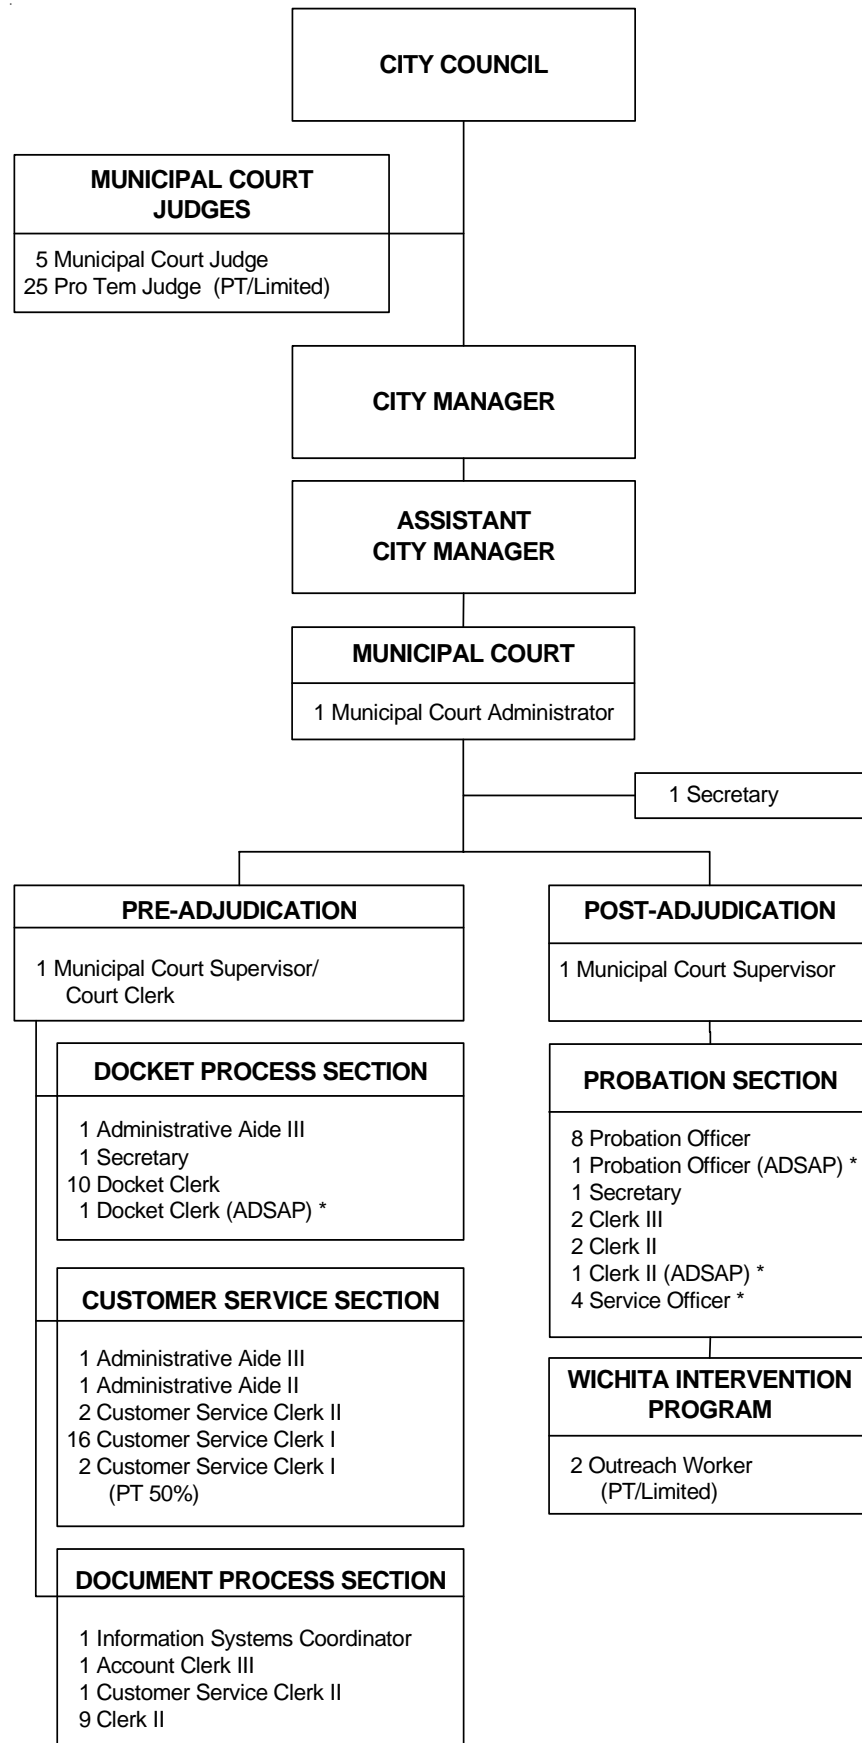 CITY COUNCIL
MUNICIPAL COURT
JUDGES
5 Municipal Court Judge
25 Pro Tem Judge (PT/Limited)
CITY MANAGER
ASSISTANT
CITY MANAGER
MUNICIPAL COURT
1 Municipal Court Administrator
1 Secretary
PRE-ADJUDICATION
1 Municipal Court Supervisor/
Court Clerk
DOCKET PROCESS SECTION
1 Administrative Aide III
1 Secretary
10 Docket Clerk
1 Docket Clerk (ADSAP) *
CUSTOMER SERVICE SECTION
1 Administrative Aide III
1 Administrative Aide II
2 Customer Service Clerk II
16 Customer Service Clerk I
2 Customer Service Clerk I
(PT 50%)
DOCUMENT PROCESS SECTION
1 Information Systems Coordinator
1 Account Clerk III
1 Customer Service Clerk II
9 Clerk II
POST-ADJUDICATION
1 Municipal Court Supervisor
PROBATION SECTION
8 Probation Officer
1 Probation Officer (ADSAP) *
1 Secretary
2 Clerk III
2 Clerk II
1 Clerk II (ADSAP) *
4 Service Officer *
WICHITA INTERVENTION
PROGRAM
2 Outreach Worker
(PT/Limited)